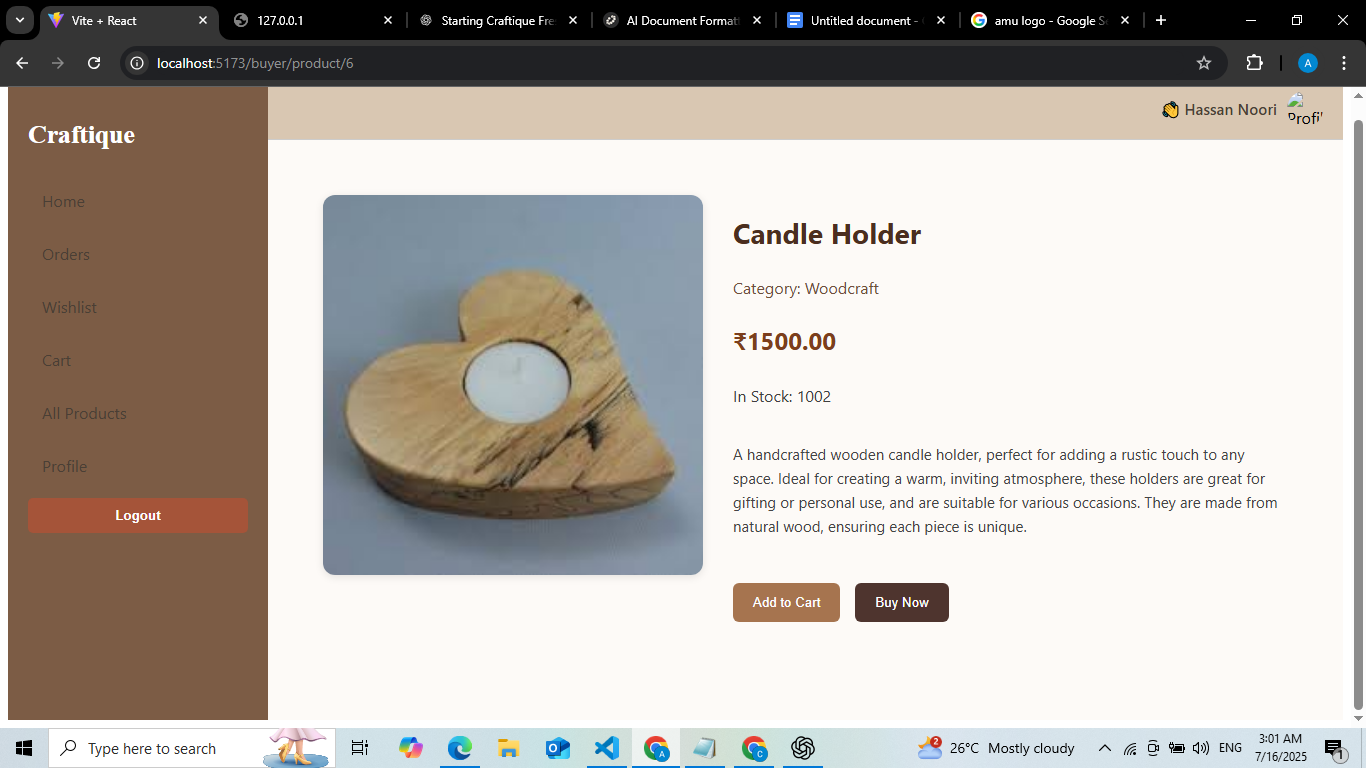 Vite + React
127.0.0.1
Starting Craftique Fre
AI Document Format
Untitled document -
amu logo - Google Se
localhost:5173/buyer/product/6
A
Craftique
Home
Orders
Wishlist
Cart
All Products
Profile
Logout
👏 Hassan Noori
Profil
Candle Holder
Category: Woodcraft
₹1500.00
In Stock: 1002
A handcrafted wooden candle holder, perfect for adding a rustic touch to any
space. Ideal for creating a warm, inviting atmosphere, these holders are great for
gifting or personal use, and are suitable for various occasions. They are made from
natural wood, ensuring each piece is unique.
Add to Cart
Buy Now
Type here to search
A
C
2
26°C Mostly cloudy
ENG
3:01 AM
7/16/2025
1